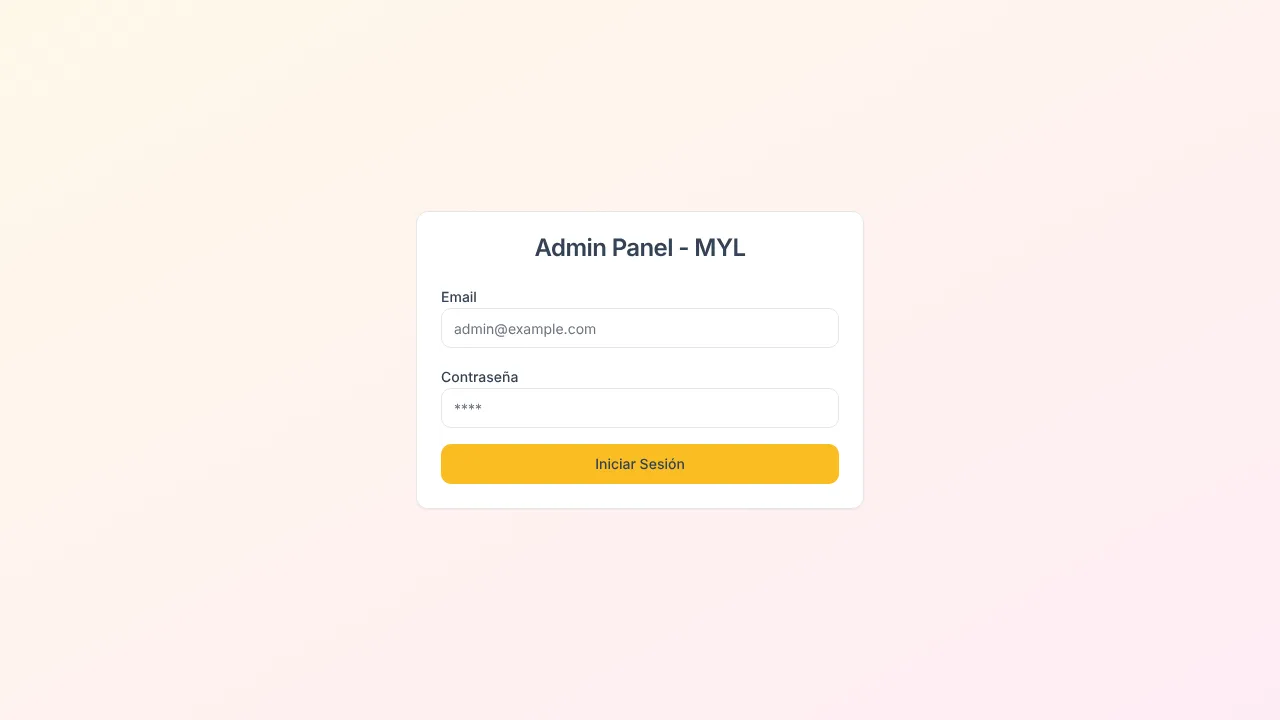 Admin Panel - MYL
Email
admin@example.com
Contraseña
****
Iniciar Sesión